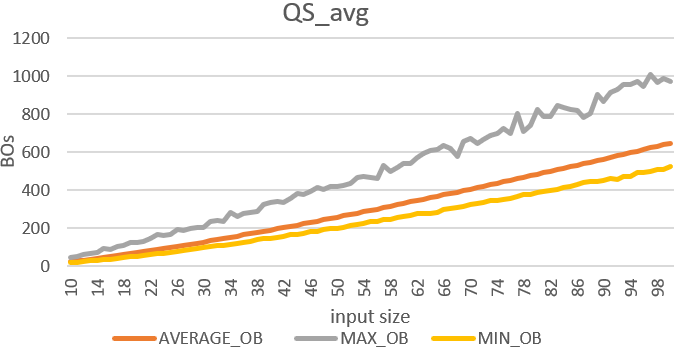 QS_avg
1200
1000
800
600
400
200
0
BOs
10 14 18 22 26 30 34 38 42 46 50 54 58 62 66 70 74 78 82 86 90 94 98
input size
AVERAGE_OB MAX_OB MIN_OB